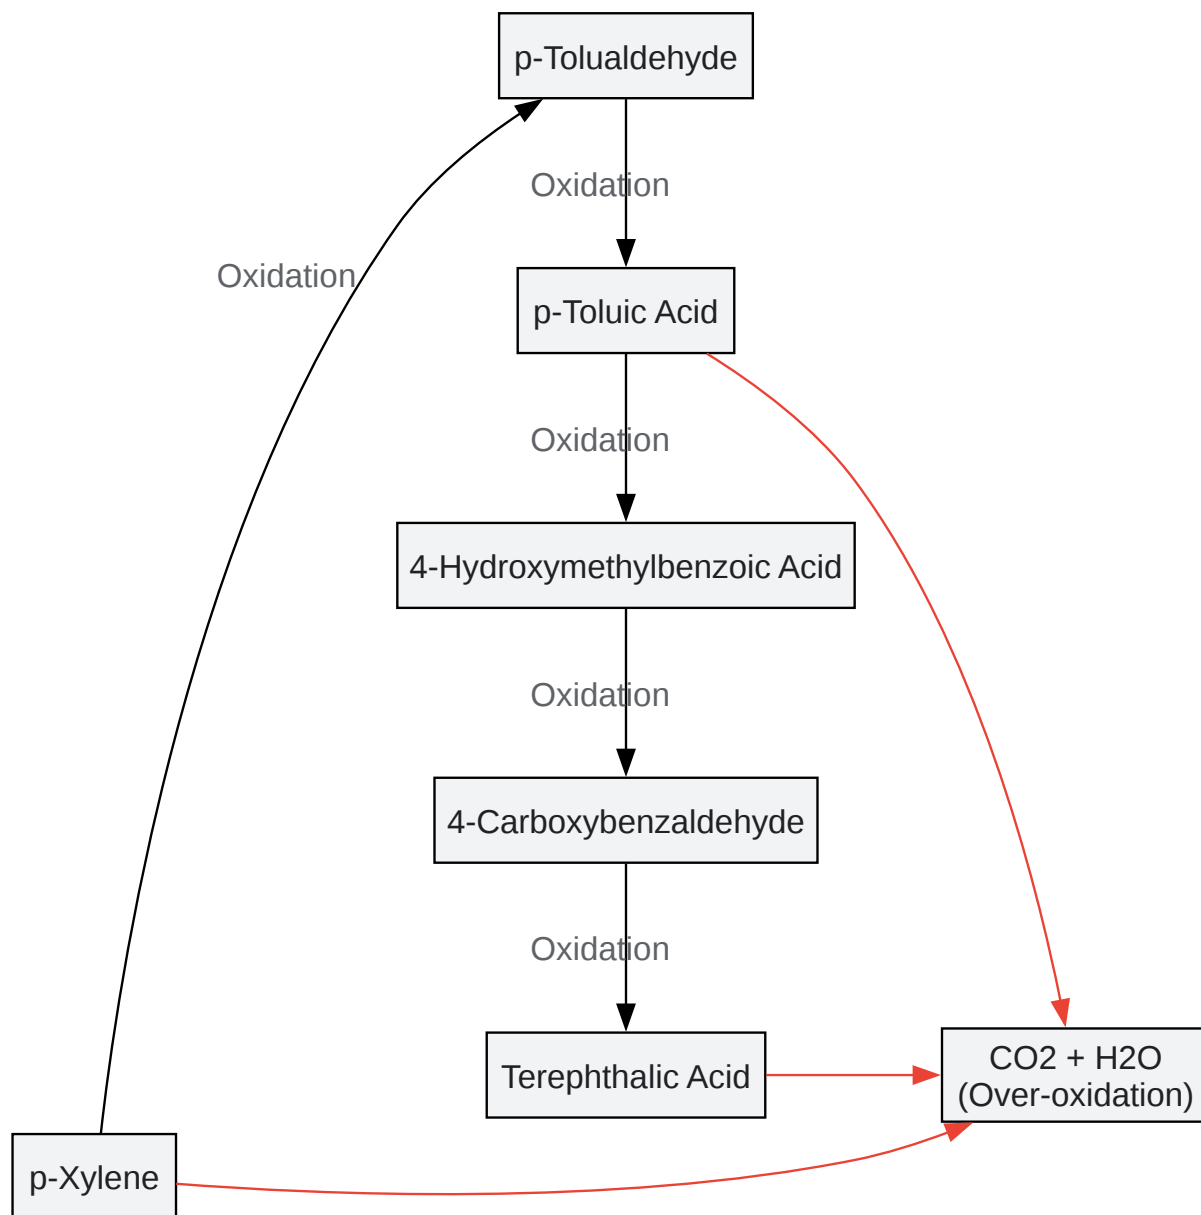 p-Tolualdehyde
Oxidation
Oxidation
p-Toluic Acid
Oxidation
4-Hydroxymethylbenzoic Acid
Oxidation
4-Carboxybenzaldehyde
Oxidation
Terephthalic Acid
CO2 + H2O
(Over-oxidation)
p-Xylene